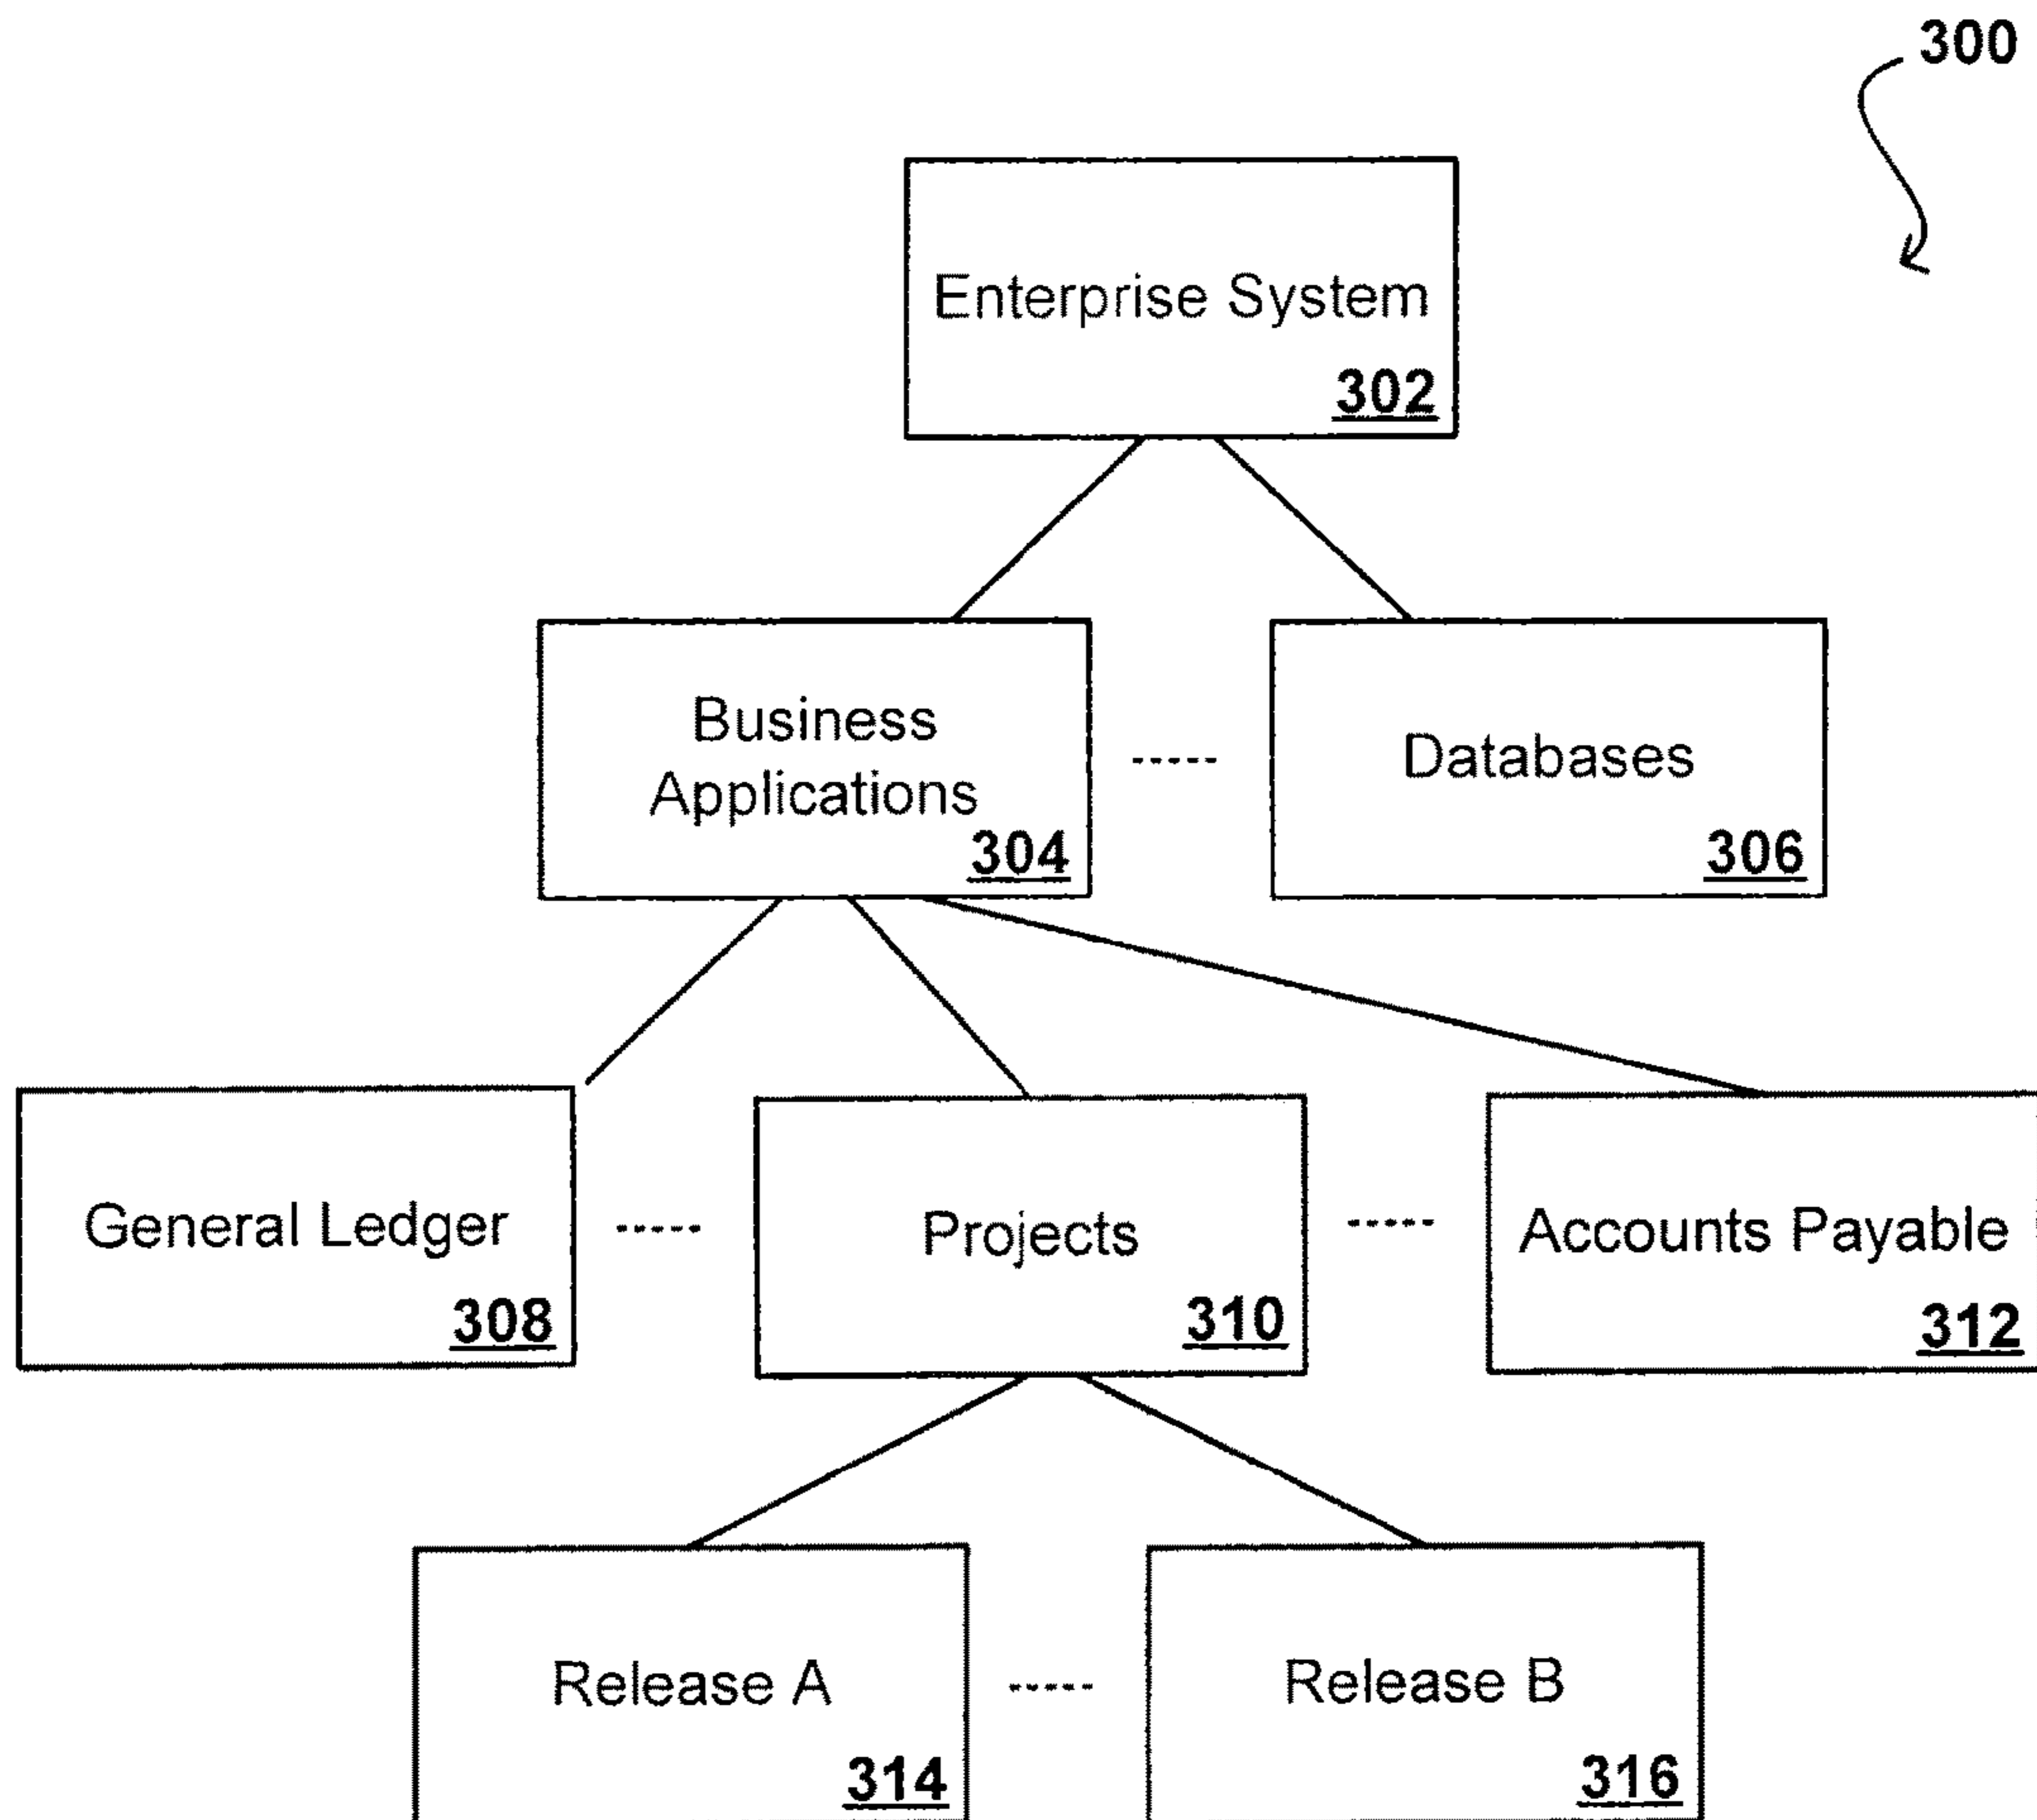 300
Enterprise System
302
Business
Applications
304
Databases
306
General Ledger
308
Projects
310
Accounts Payable
312
Release A
314
Release B
316